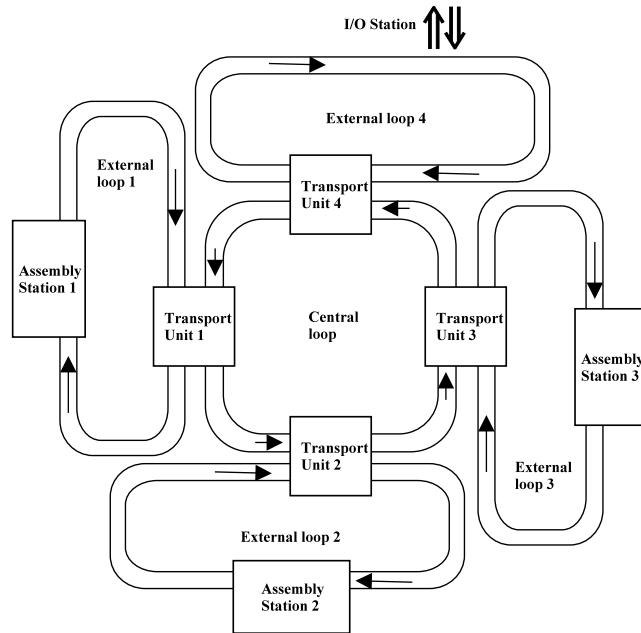 I/O Station
External loop 4
External
loop 1
Transport
Unit 4
Assembly
Station 1
Transport
Unit 1
Central
loop
Transport
Unit 3
Assembly
Station 3
Transport
Unit 2
External
loop 3
External loop 2
Assembly
Station 2